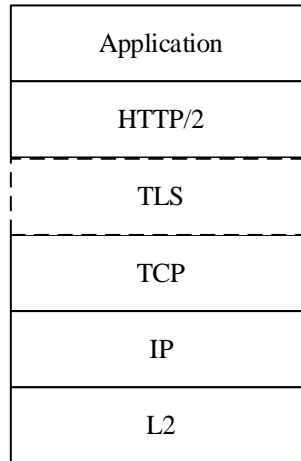 Application
HTTP/2
TLS
TCP
IP
L2